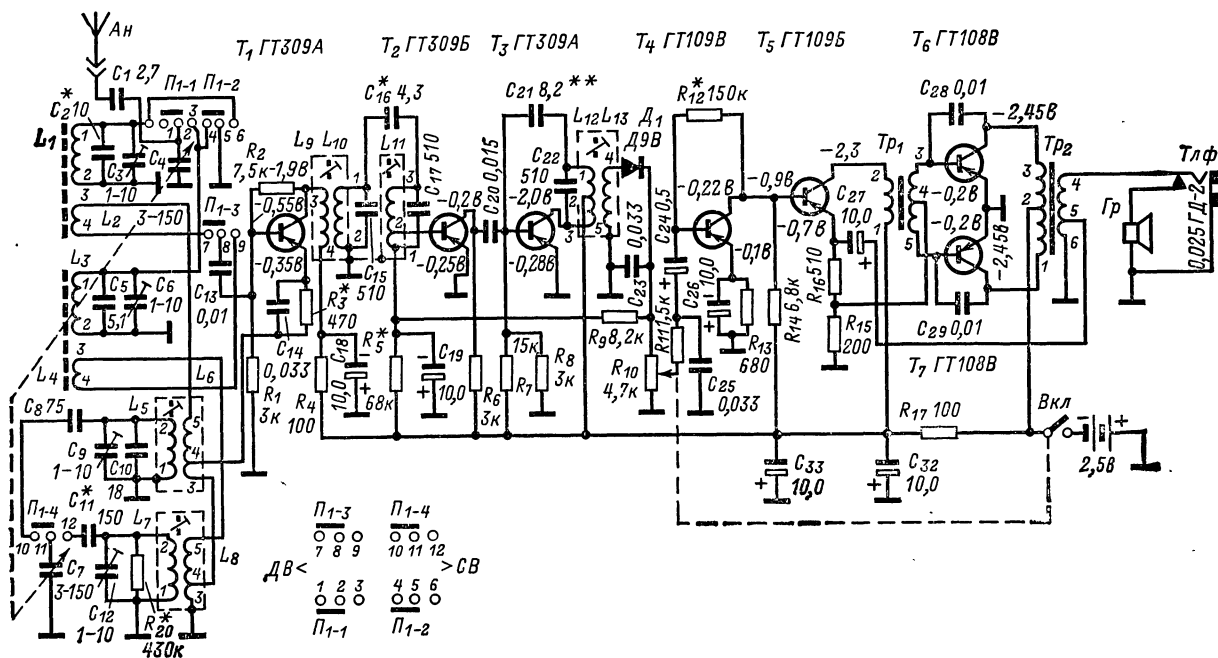 Ан
T1 ГТ309А
T2 ГТ309Б
T3 ГТ309А
T4 ГТ109В
T5 ГТ109Б
T6 ГТ108В
C1 2,7
П1-1 П1-2
C2* 10
L1
1 2 3 4 5 6
C3 1-10
C4 3-150
L2
П1-3
7 8 9
C13 0,01
R2 7,5к
-1,9В
-0,55В
-0,35В
L9 L10
C16* 4,3
L11
C17 510
C15 510
-0,2В
-0,25В
C20 0,015
C21 8,2 **
-2,0В
-0,28В
C22 510
L12 L13
Д1 Д9В
0,033
C23
R12* 150к
C24 0,5
-0,22В
-0,1В
-0,9В
-2,3
-0,7В
C27 10,0
Тр1
C28 0,01
-2,45В
-0,2В
-0,2В
-2,45В
C29 0,01
T7 ГТ108В
Тр2
Тлф
Гр
0,025ГД-2
L3
C5 5,1
C6 1-10
L4
L6
C14 0,033
R3* 470
R1 3к
R4 100
C18 10,0
R5* 68к
C19 10,0
R6 3к
R7 15к
R8 3к
R9 8,2к
R10 4,7к
R11 1,5к
C26 10,0
C25 0,033
R13 680
R14 6,8к
R16 510
R15 200
R17 100
Вкл
2,5В
C33 10,0
C32 10,0
C8 75
L5
C9 1-10
C10 18
C11* 150
П1-4
10 11 12
L7
L8
C7 3-150
C12 1-10
R20* 430к
П1-3 П1-4
7 8 9 10 11 12
ДВ< >СВ
1 2 3 4 5 6
П1-1 П1-2